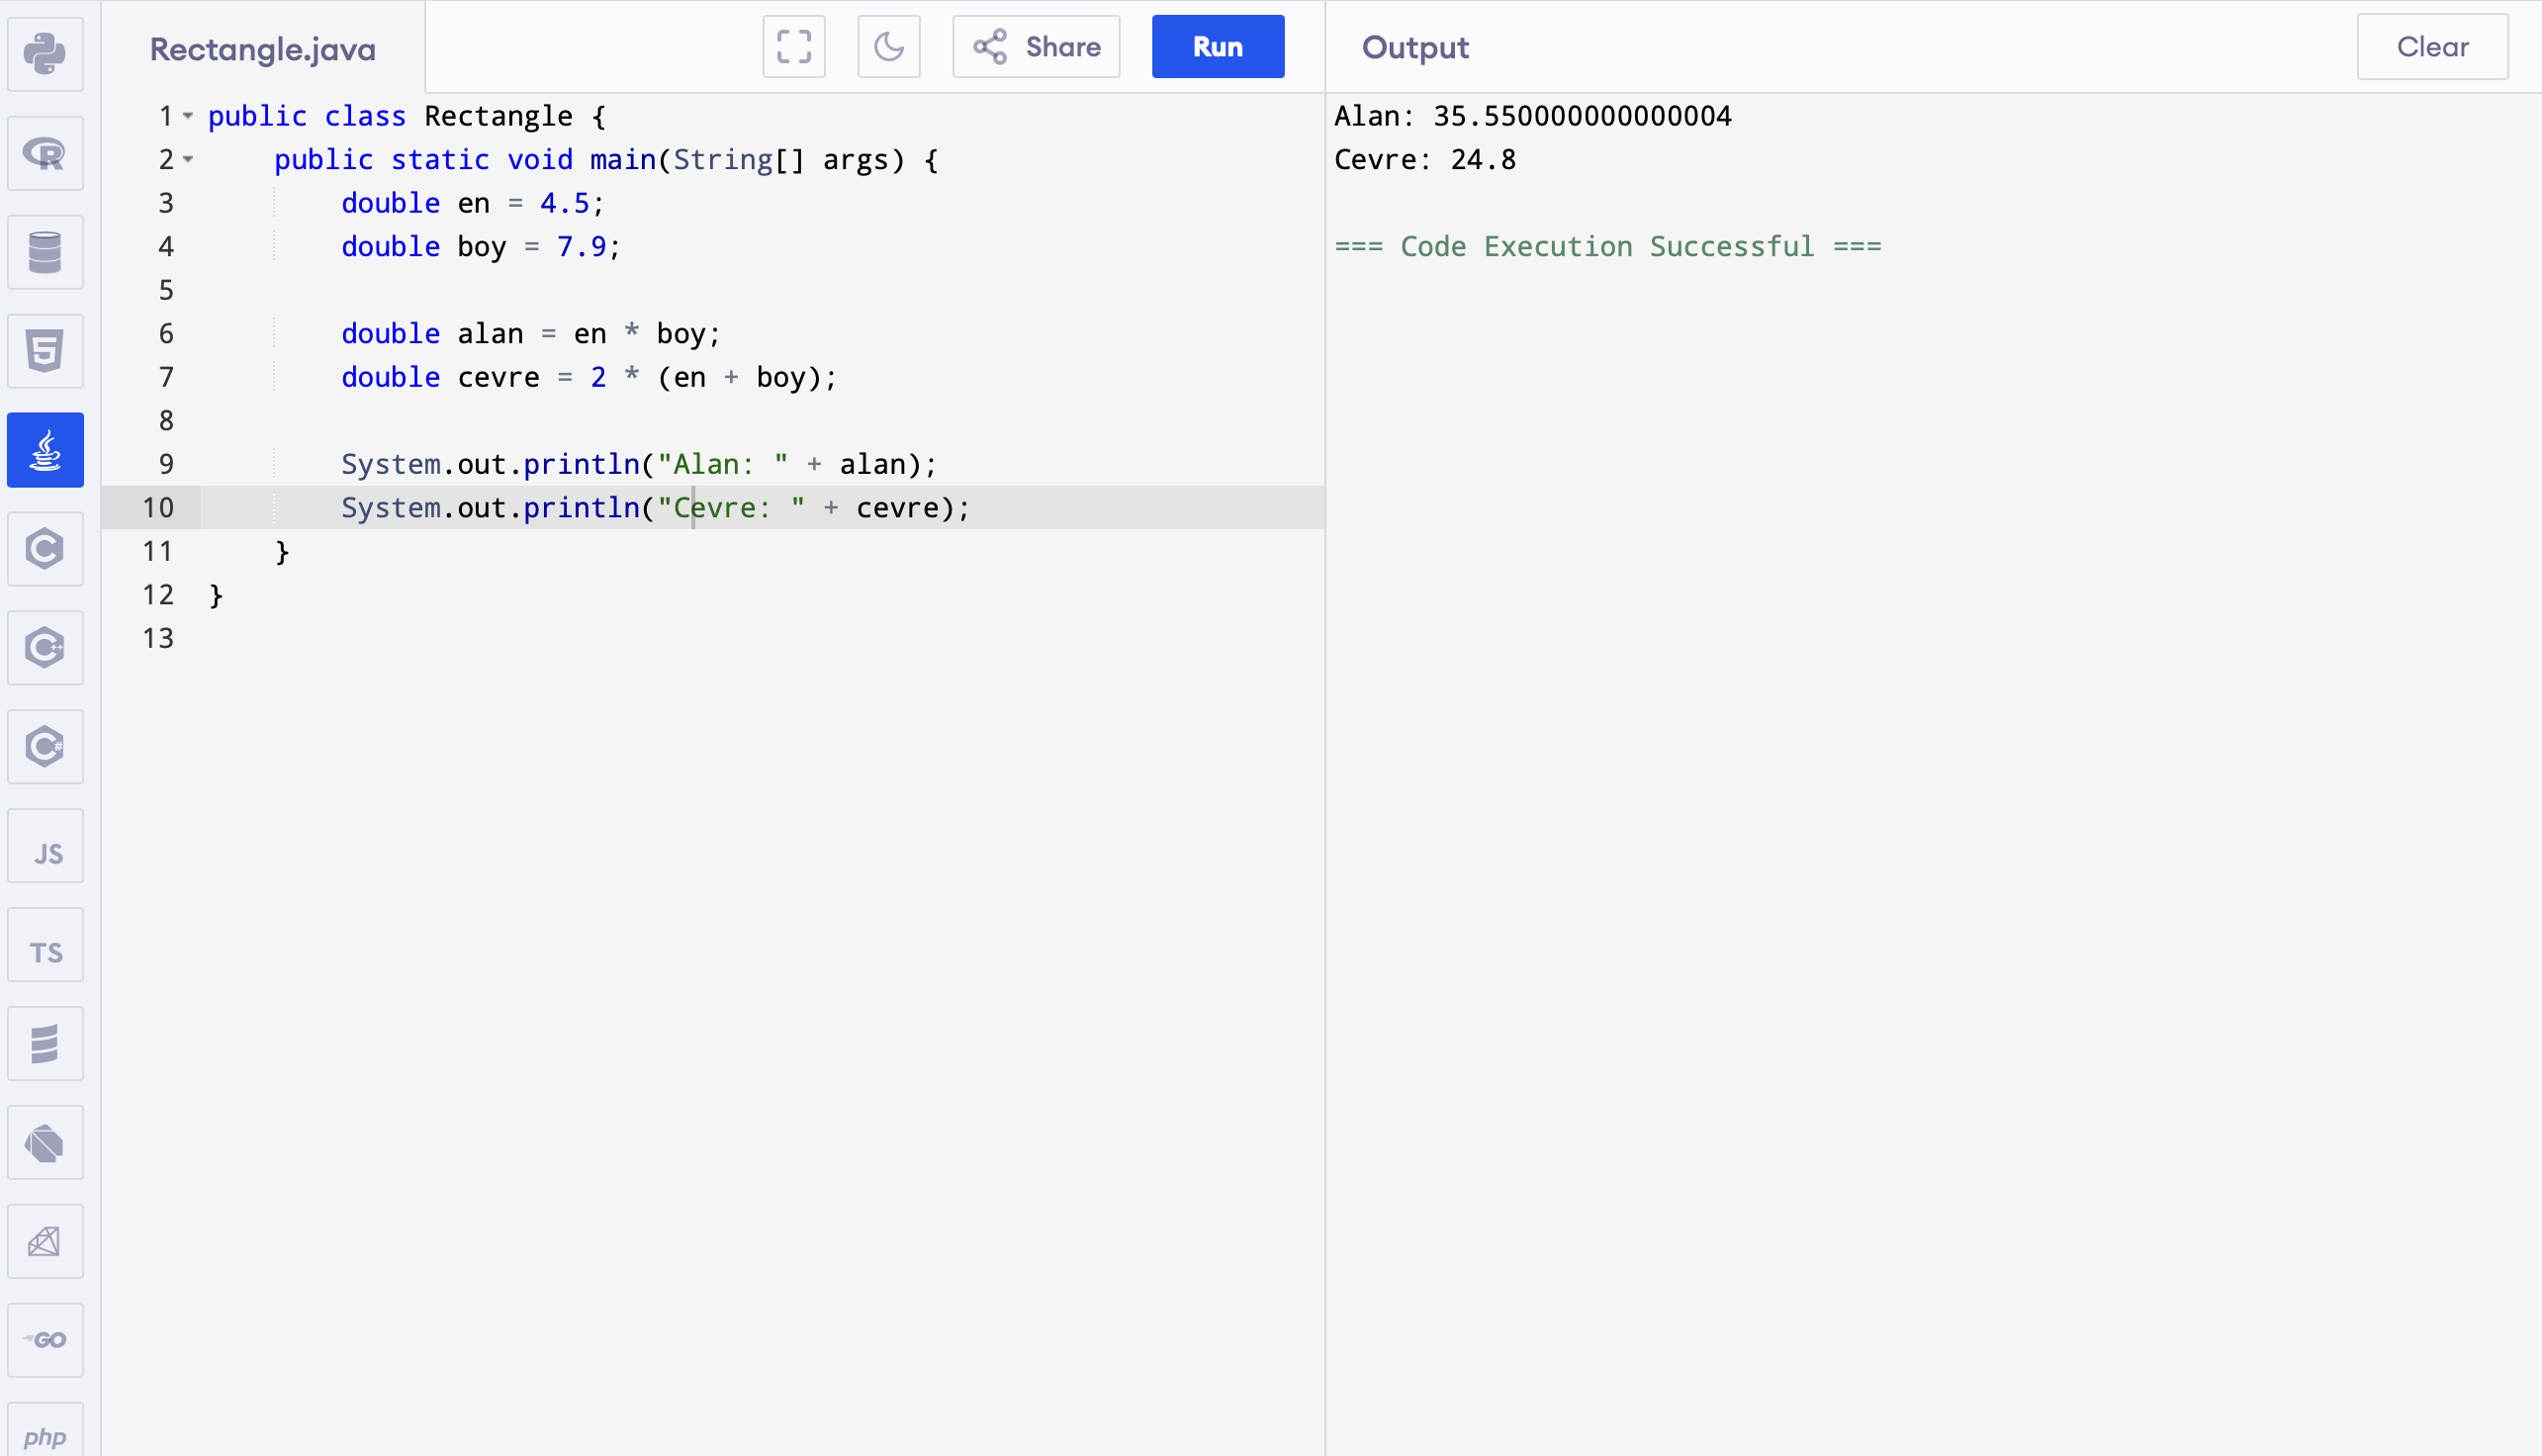 Rectangle.java
Share
Run
Output
Clear
1 public class Rectangle {
2 public static void main(String[] args) {
3 double en = 4.5;
4 double boy = 7.9;
5
6 double alan = en * boy;
7 double cevre = 2 * (en + boy);
8
9 System.out.println("Alan: " + alan);
10 System.out.println("Cevre: " + cevre);
11 }
12 }
13
Alan: 35.550000000000004
Cevre: 24.8
=== Code Execution Successful ===
R
5
C
C++
C#
JS
TS
GO
php